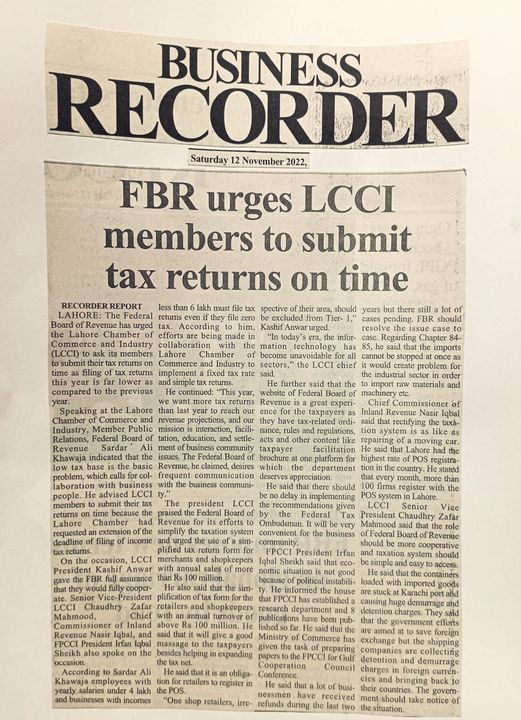 BUSINESS
RECORDER
Saturday 12 November 2022,
FBR urges LCCI
members to submit
tax returns on time
RECORDER REPORT
LAHORE: The Federal
Board of Revenue has urged
the Lahore Chamber of
Commerce and Industry
(LCCI) to ask its members
to submit their tax returns on
time as filing of tax returns
this year is far lower as
compared to the previous
year.
Speaking at the Lahore
Chamber of Commerce and
Industry, Member Public
Relations, Federal Board of
Revenue Sardar Ali
Khawaja indicated that the
low tax base is the basic
problem, which calls for col-
laboration with business
people. He advised LCCI
members to submit their tax
returns on time because the
Lahore Chamber had
requested an extension of the
deadline of filing of income
tax returns.
On the occasion, LCCI
President Kashif Anwar
gave the FBR full assurance
that they would fully cooper-
ate. Senior Vice-President
LCCI Chaudhry Zafar
Mahmood, Chief
Commissioner of Inland
Revenue Nasir Iqbal, and
FPCCI President Irfan Iqbal
Sheikh also spoke on the
occasion.
According to Sardar Ali
Khawaja employees with
yearly salaries under 4 lakh
and businesses with incomes
less than 6 lakh must file tax
returns even if they file zero
tax. According to him,
efforts are being made in
collaboration with the
Lahore Chamber of
Commerce and Industry to
implement a fixed tax rate
and simple returns.
He continued: "This year,
we want more tax returns
than last year to reach our
revenue projections, and our
mission is interaction, facili-
tation, education, and settle-
ment of business community
issues. The Federal Board of
Revenue, he claimed, desires
frequent communication
with the business communi-
ty."
The president LCCI
praised the Federal Board of
Revenue for its efforts to
simplify the taxation system
and urged the use of a sim-
plified tax return form for
merchants and shopkeepers
with annual sales of more
than Rs 100 million.
He also said that the sim-
plification of tax form for the
retailers and shopkeepers
with an annual turnover of
above Rs 100 million. He
said that it will give a good
massage to the taxpayers
besides helping in expanding
the tax net.
He said that it is an obliga-
tion for retailers to register in
the POS.
"One shop retailers, irre-
spective of their area, should
be excluded from Tier- 1,"
Kashif Anwar urged.
"In today's era, the infor-
mation technology has
become unavoidable for all
sectors," the LCCI chief
said.
He further said that the
website of Federal Board of
Revenue is a great experi-
ence for the taxpayers as
they have tax-related ordi-
nance, rules and regulations,
acts and other content like
taxpayer facilitation
brochure at one platform for
which the department
deserves appreciation.
He said that there should
be no delay in implementing
the recommendations given
by the Federal Tax
Ombudsman. It will be very
convenient for the business
community.
FPCCI President Irfan
Iqbal Sheikh said that eco-
nomic situation is not good
because of political instabili-
ty. He informed the house
that FPCCI has established a
research department and 8
publications have been pub-
lished so far. He said that the
Ministry of Commerce has
given the task of preparing
papers to the FPCCI for Gulf
Cooperation Council
Conference.
He said that a lot of busi-
nessmen have received
refunds during the last two
years but there still a lot of
cases pending. FBR should
resolve the issue case to
case. Regarding Chapter 84-
85, he said that the imports
cannot be stopped at once as
it would create problem for
the industrial sector in order
to import raw materials and
machinery etc.
Chief Commissioner of
Inland Revenue Nasir Iqbal
said that rectifying the taxa-
tion system is as like as
repairing of a moving car.
He said that Lahore had the
highest rate of POS registra-
tion in the country. He stated
that every month, more than
100 firms register with the
POS system in Lahore.
LCCI Senior Vice
President Chaudhry Zafar
Mahmood said that the role
of Federal Board of Revenue
should be more cooperative
and taxation system should
be simple and easy to access.
He said that the containers
loaded with imported goods
are stuck at Karachi port and
causing huge demurrage and
detention charges. They said
that the government efforts
are aimed at to save foreign
exchange but the shipping
companies are collecting
detention and demurrage
charges in foreign curren-
cies and bringing back to
their countries. The govern-
ment should take notice of
the situation.